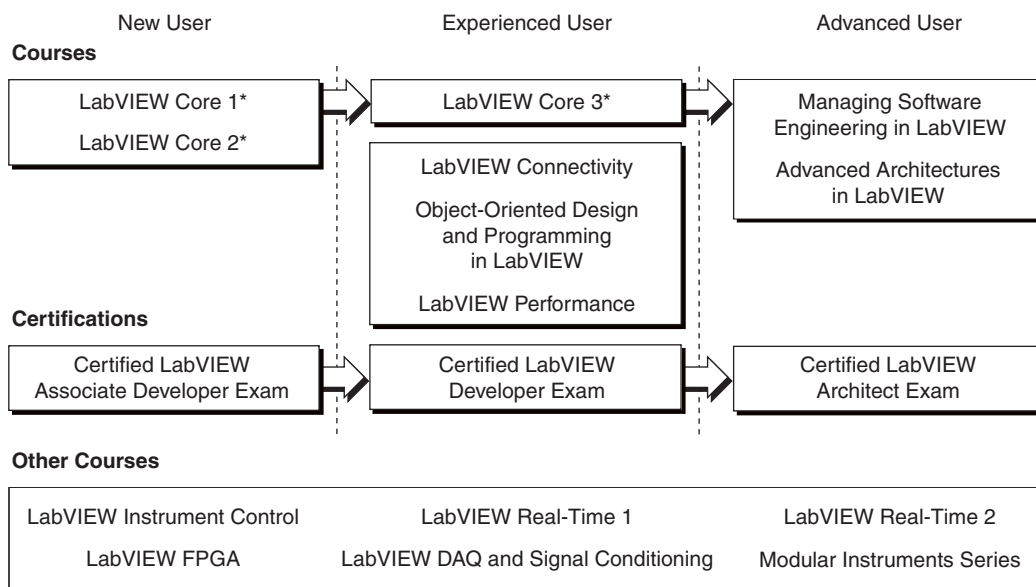 New User
Experienced User
Advanced User
Courses
LabVIEW Core 1*
LabVIEW Core 2*
LabVIEW Core 3*
LabVIEW Connectivity
Object-Oriented Design
and Programming
in LabVIEW
LabVIEW Performance
Managing Software
Engineering in LabVIEW
Advanced Architectures
in LabVIEW
Certifications
Certified LabVIEW
Associate Developer Exam
Certified LabVIEW
Developer Exam
Certified LabVIEW
Architect Exam
Other Courses
LabVIEW Instrument Control
LabVIEW Real-Time 1
LabVIEW Real-Time 2
LabVIEW FPGA
LabVIEW DAQ and Signal Conditioning
Modular Instruments Series